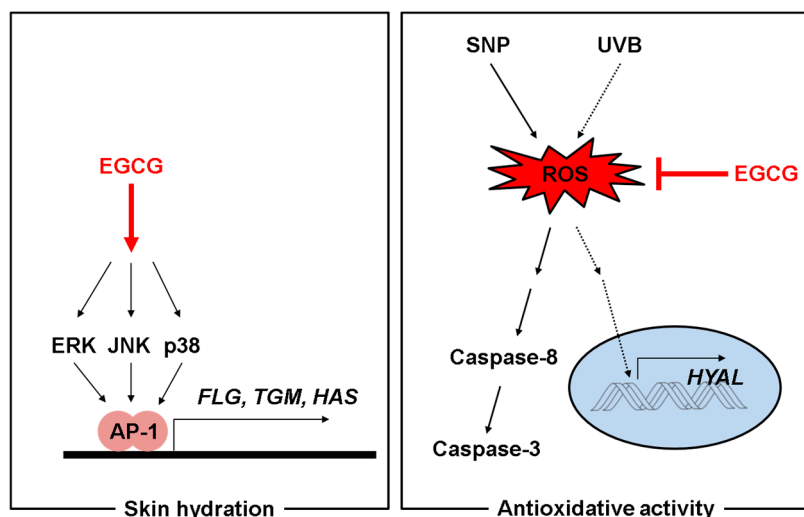 EGCG
ERK JNK p38
FLG, TGM, HAS
AP-1
Skin hydration
SNP UVB
ROS
EGCG
Caspase-8
HYAL
Caspase-3
Antioxidative activity